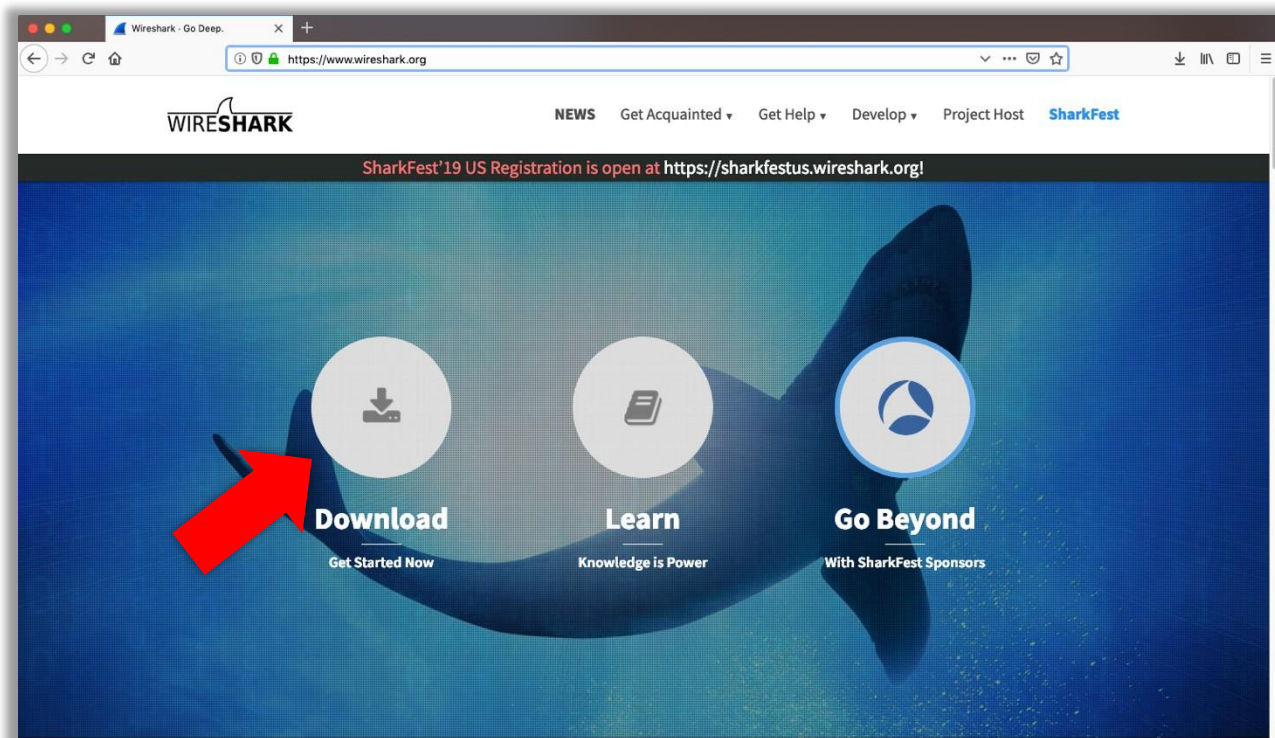 Wireshark · Go Deep.
https://www.wireshark.org
WIRESHARK
NEWS Get Acquainted ▾ Get Help ▾ Develop ▾ Project Host SharkFest
SharkFest'19 US Registration is open at https://sharkfestus.wireshark.org!
Download Learn Go Beyond
Get Started Now Knowledge is Power With SharkFest Sponsors